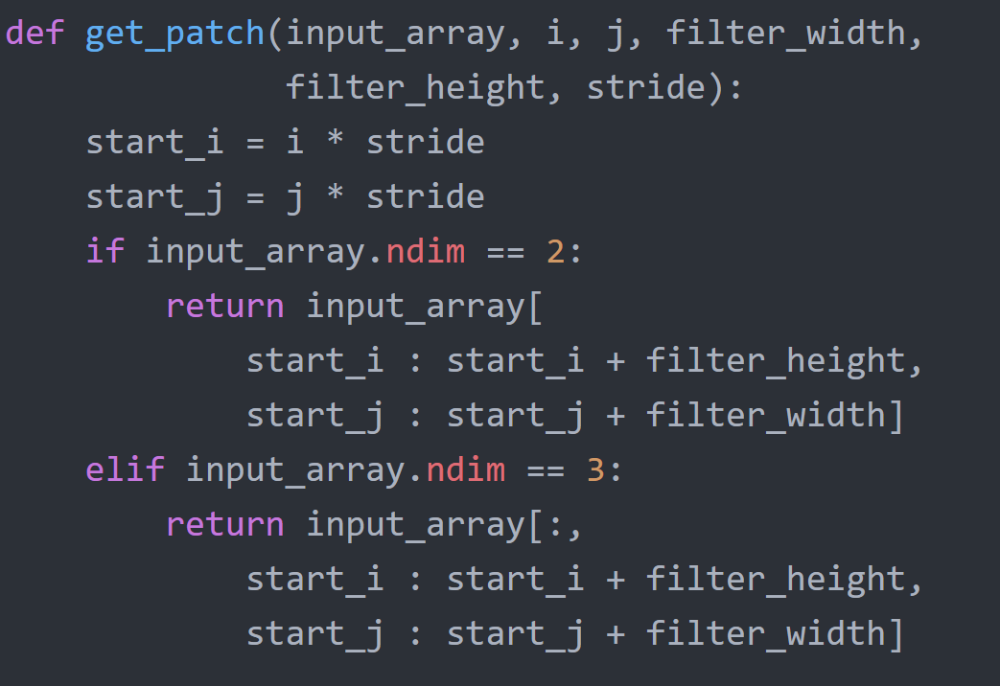 def get_patch(input_array, i, j, filter_width,
              filter_height, stride):
    start_i = i * stride
    start_j = j * stride
    if input_array.ndim == 2:
        return input_array[
            start_i : start_i + filter_height,
            start_j : start_j + filter_width]
    elif input_array.ndim == 3:
        return input_array[:,
            start_i : start_i + filter_height,
            start_j : start_j + filter_width]